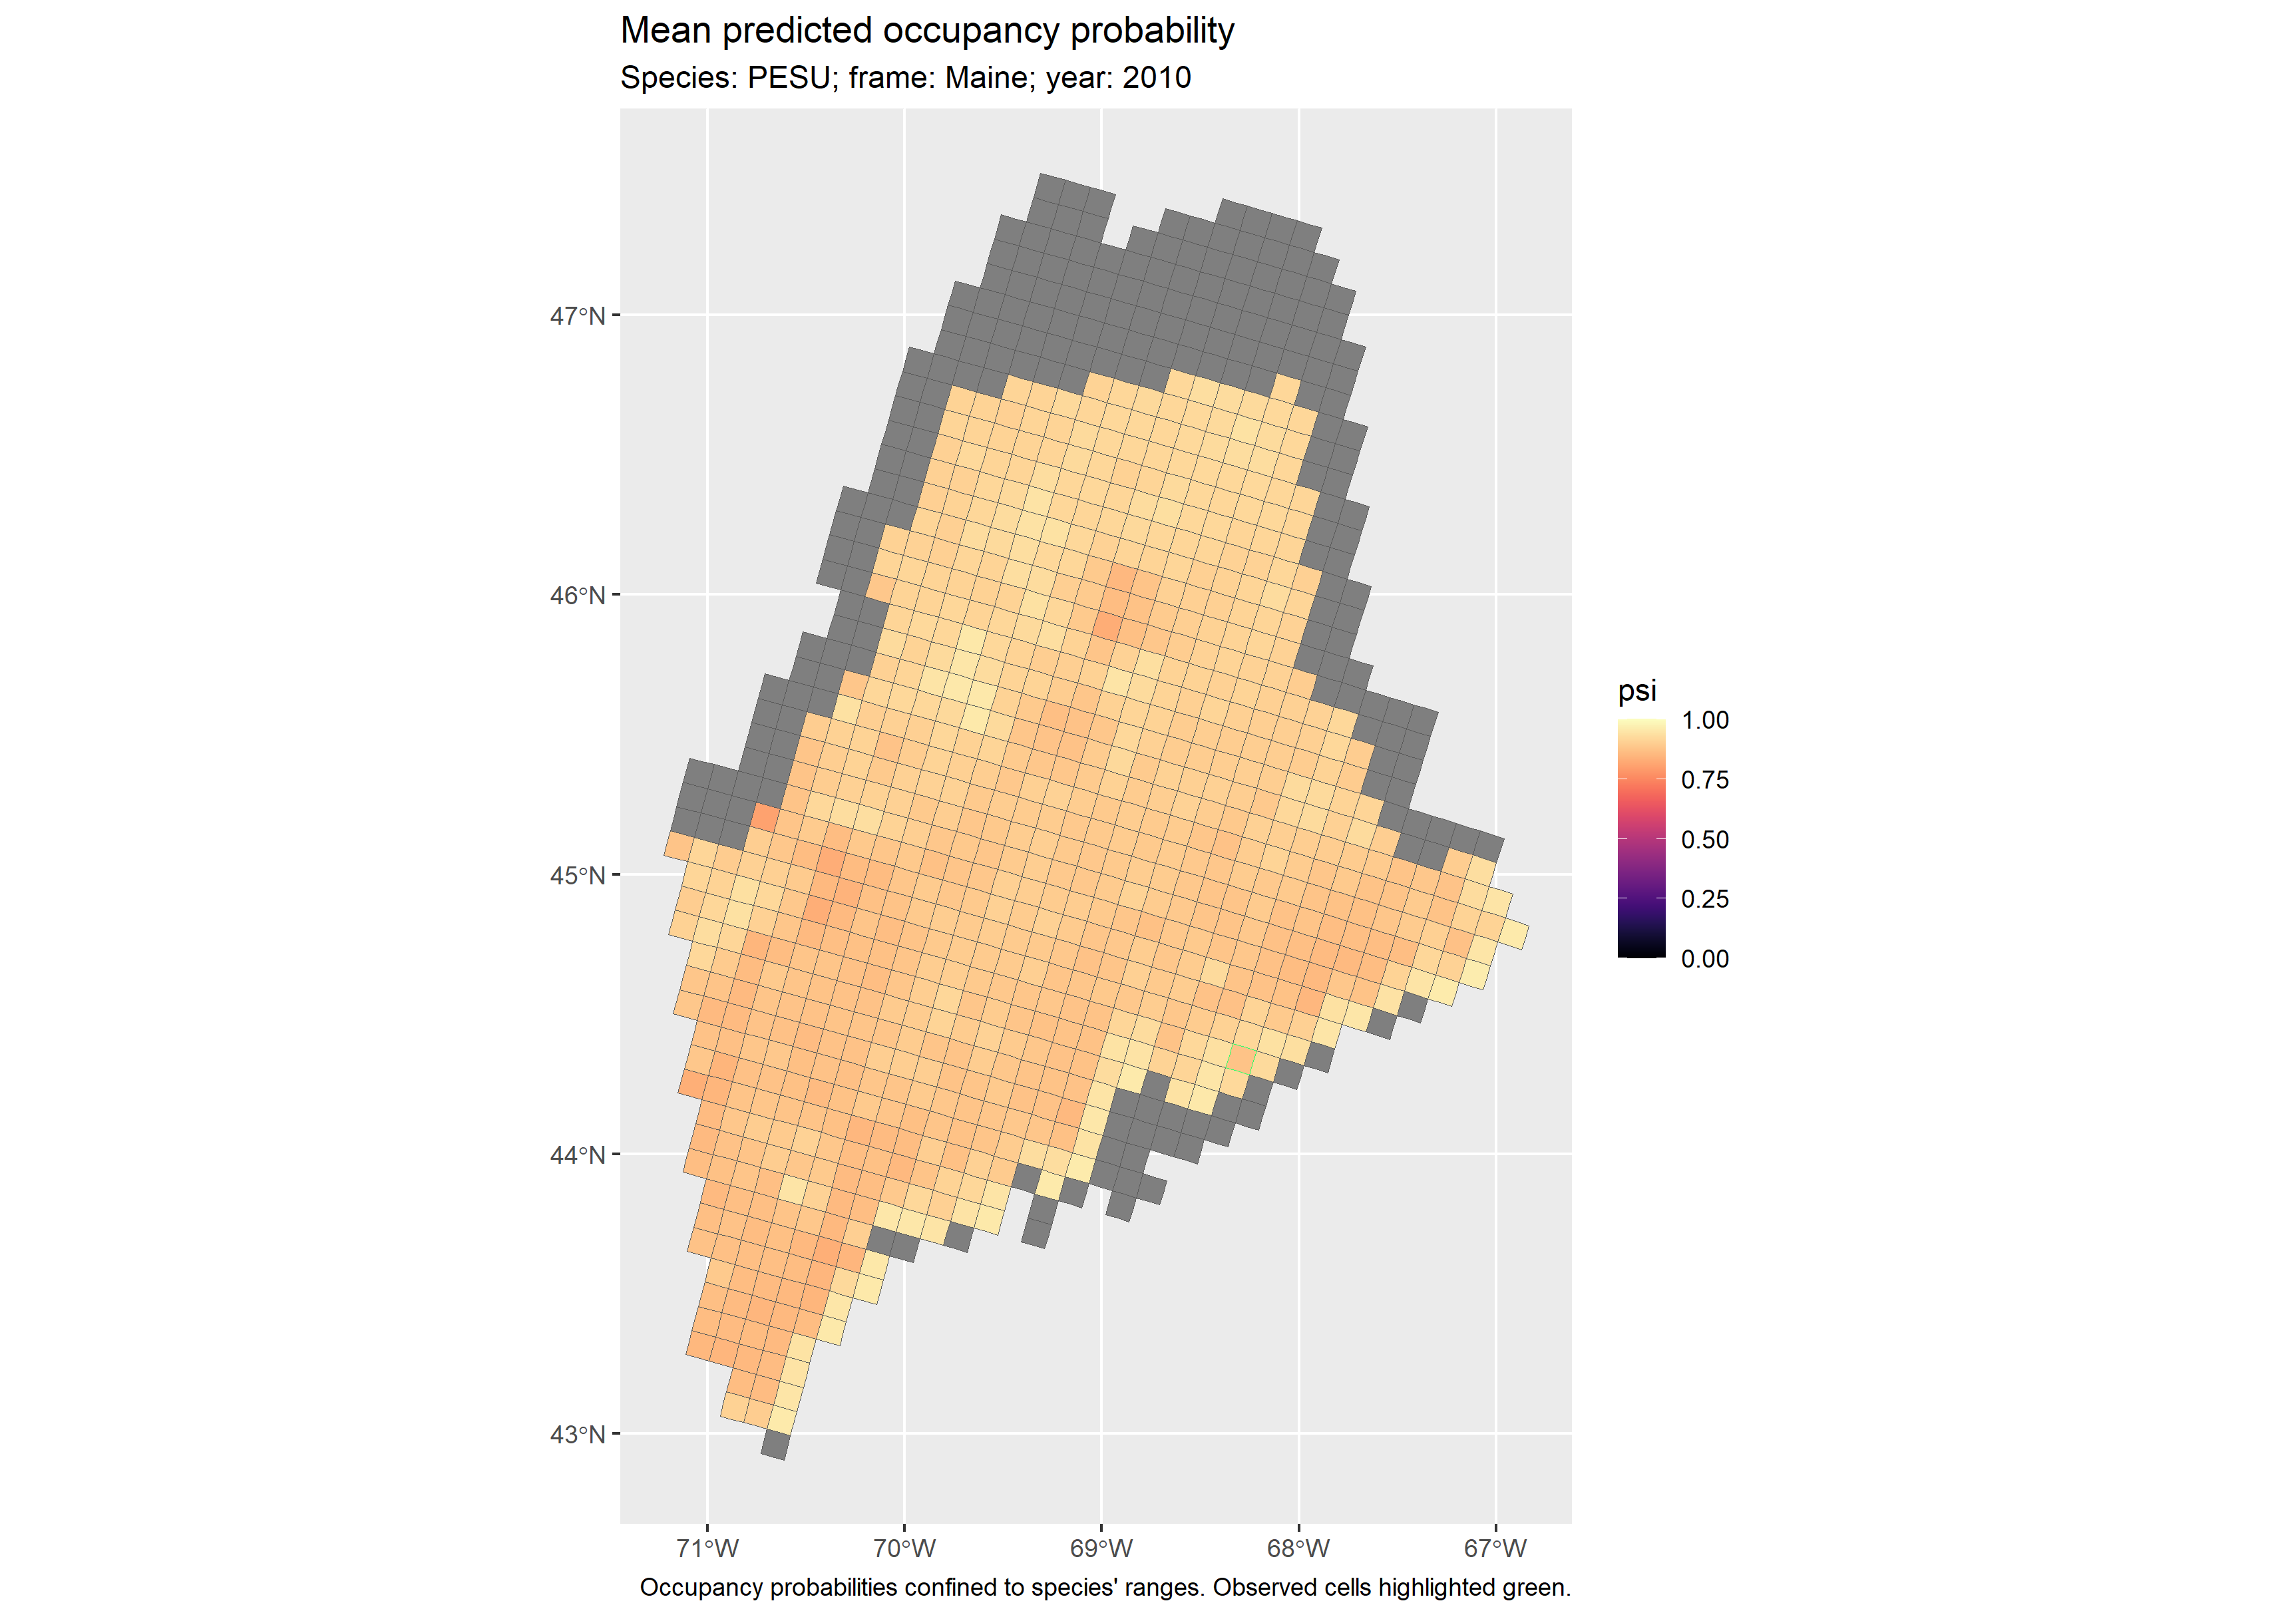 Mean predicted occupancy probability
Species: PESU; frame: Maine; year: 2010
47°N
46°N
45°N
44°N
43°N
71°W
70°W
69°W
68°W
67°W
psi
1.00
0.75
0.50
0.25
0.00
Occupancy probabilities confined to species' ranges. Observed cells highlighted green.